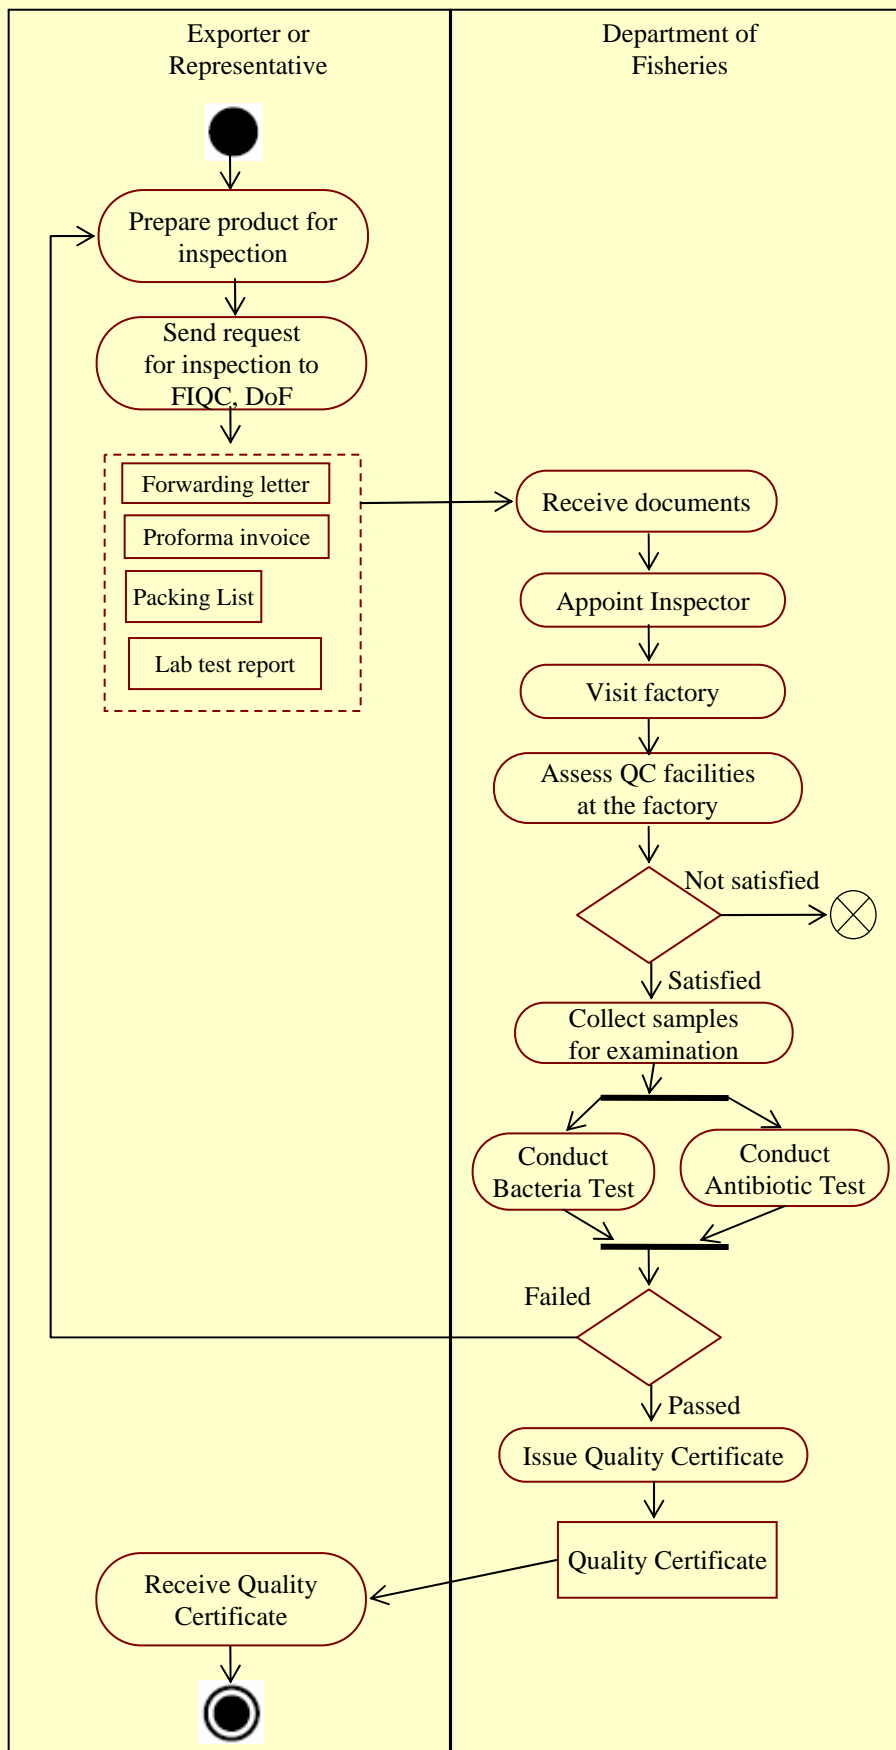 Exporter or
Representative
Department of
Fisheries
Prepare product for
inspection
Send request
for inspection to
FIQC, DoF
Forwarding letter
Proforma invoice
Packing List
Lab test report
Receive documents
Appoint Inspector
Visit factory
Assess QC facilities
at the factory
Not satisfied
Satisfied
Collect samples
for examination
Conduct
Bacteria Test
Conduct
Antibiotic Test
Failed
Passed
Issue Quality Certificate
Quality Certificate
Receive Quality
Certificate